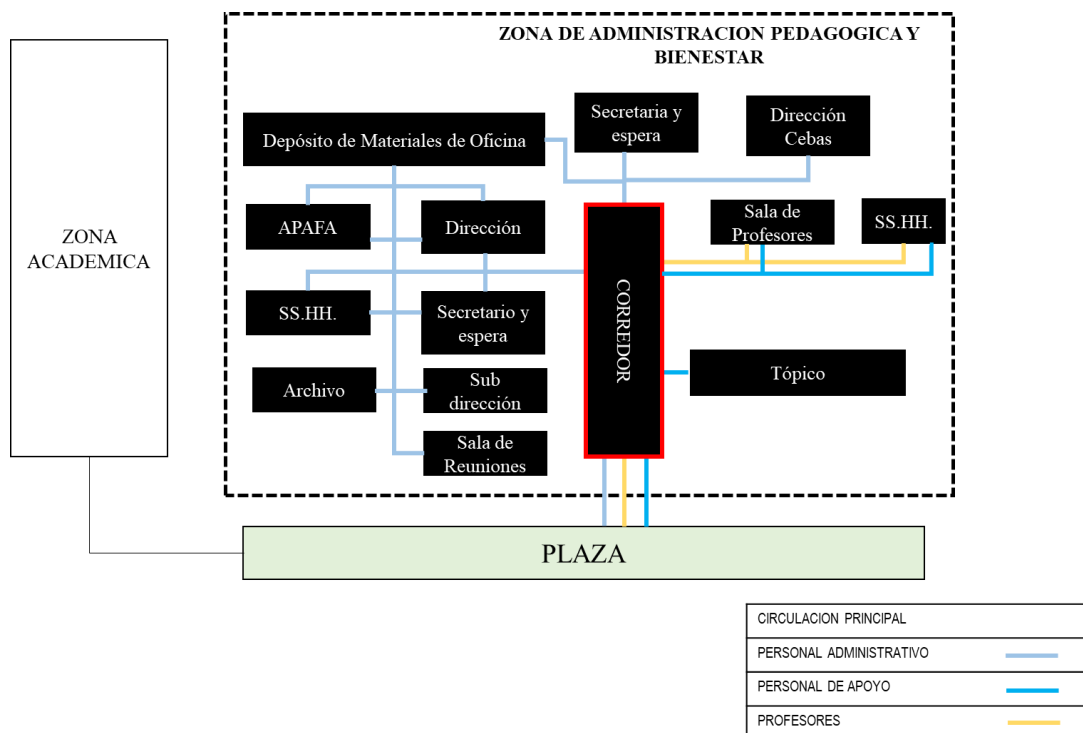 ZONA DE ADMINISTRACION PEDAGOGICA Y
BIENESTAR
ZONA
ACADEMICA
Depósito de Materiales de Oficina
Secretaria y
espera
Dirección
Cebas
APAFA
Dirección
Sala de
Profesores
SS.HH.
SS.HH.
Secretario y
espera
CORREDOR
Tópico
Archivo
Sub
dirección
Sala de
Reuniones
PLAZA
CIRCULACION PRINCIPAL
PERSONAL ADMINISTRATIVO
PERSONAL DE APOYO
PROFESORES